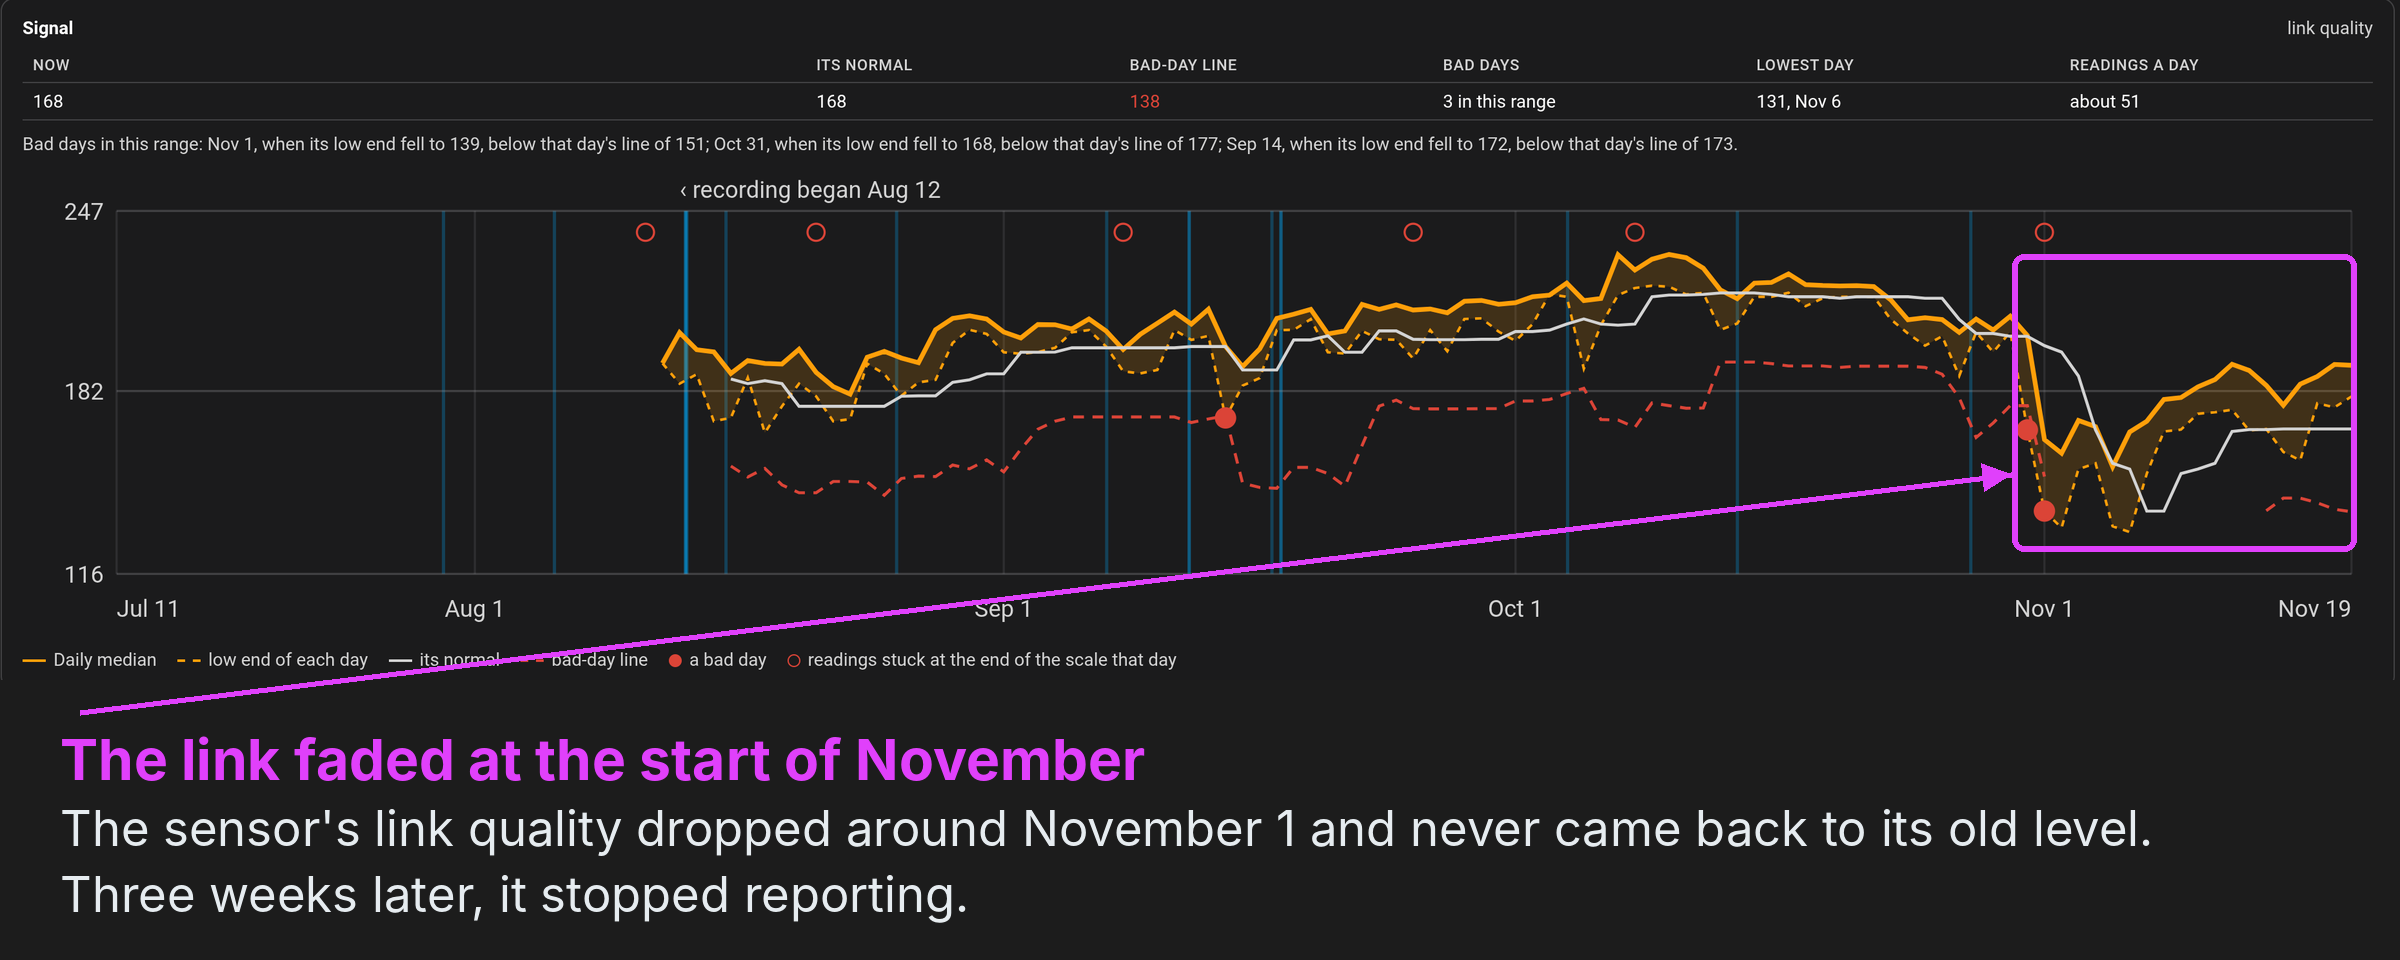 Signal
link quality
NOW ITS NORMAL BAD-DAY LINE BAD DAYS LOWEST DAY READINGS A DAY
168 168 138 3 in this range 131, Nov 6 about 51
Bad days in this range: Nov 1, when its low end fell to 139, below that day's line of 151; Oct 31, when its low end fell to 168, below that day's line of 177; Sep 14, when its low end fell to 172, below that day's line of 173.
‹ recording began Aug 12
247
182
116
Jul 11 Aug 1 Sep 1 Oct 1 Nov 1 Nov 19
Daily median low end of each day its normal bad-day line a bad day readings stuck at the end of the scale that day
The link faded at the start of November
The sensor's link quality dropped around November 1 and never came back to its old level.
Three weeks later, it stopped reporting.